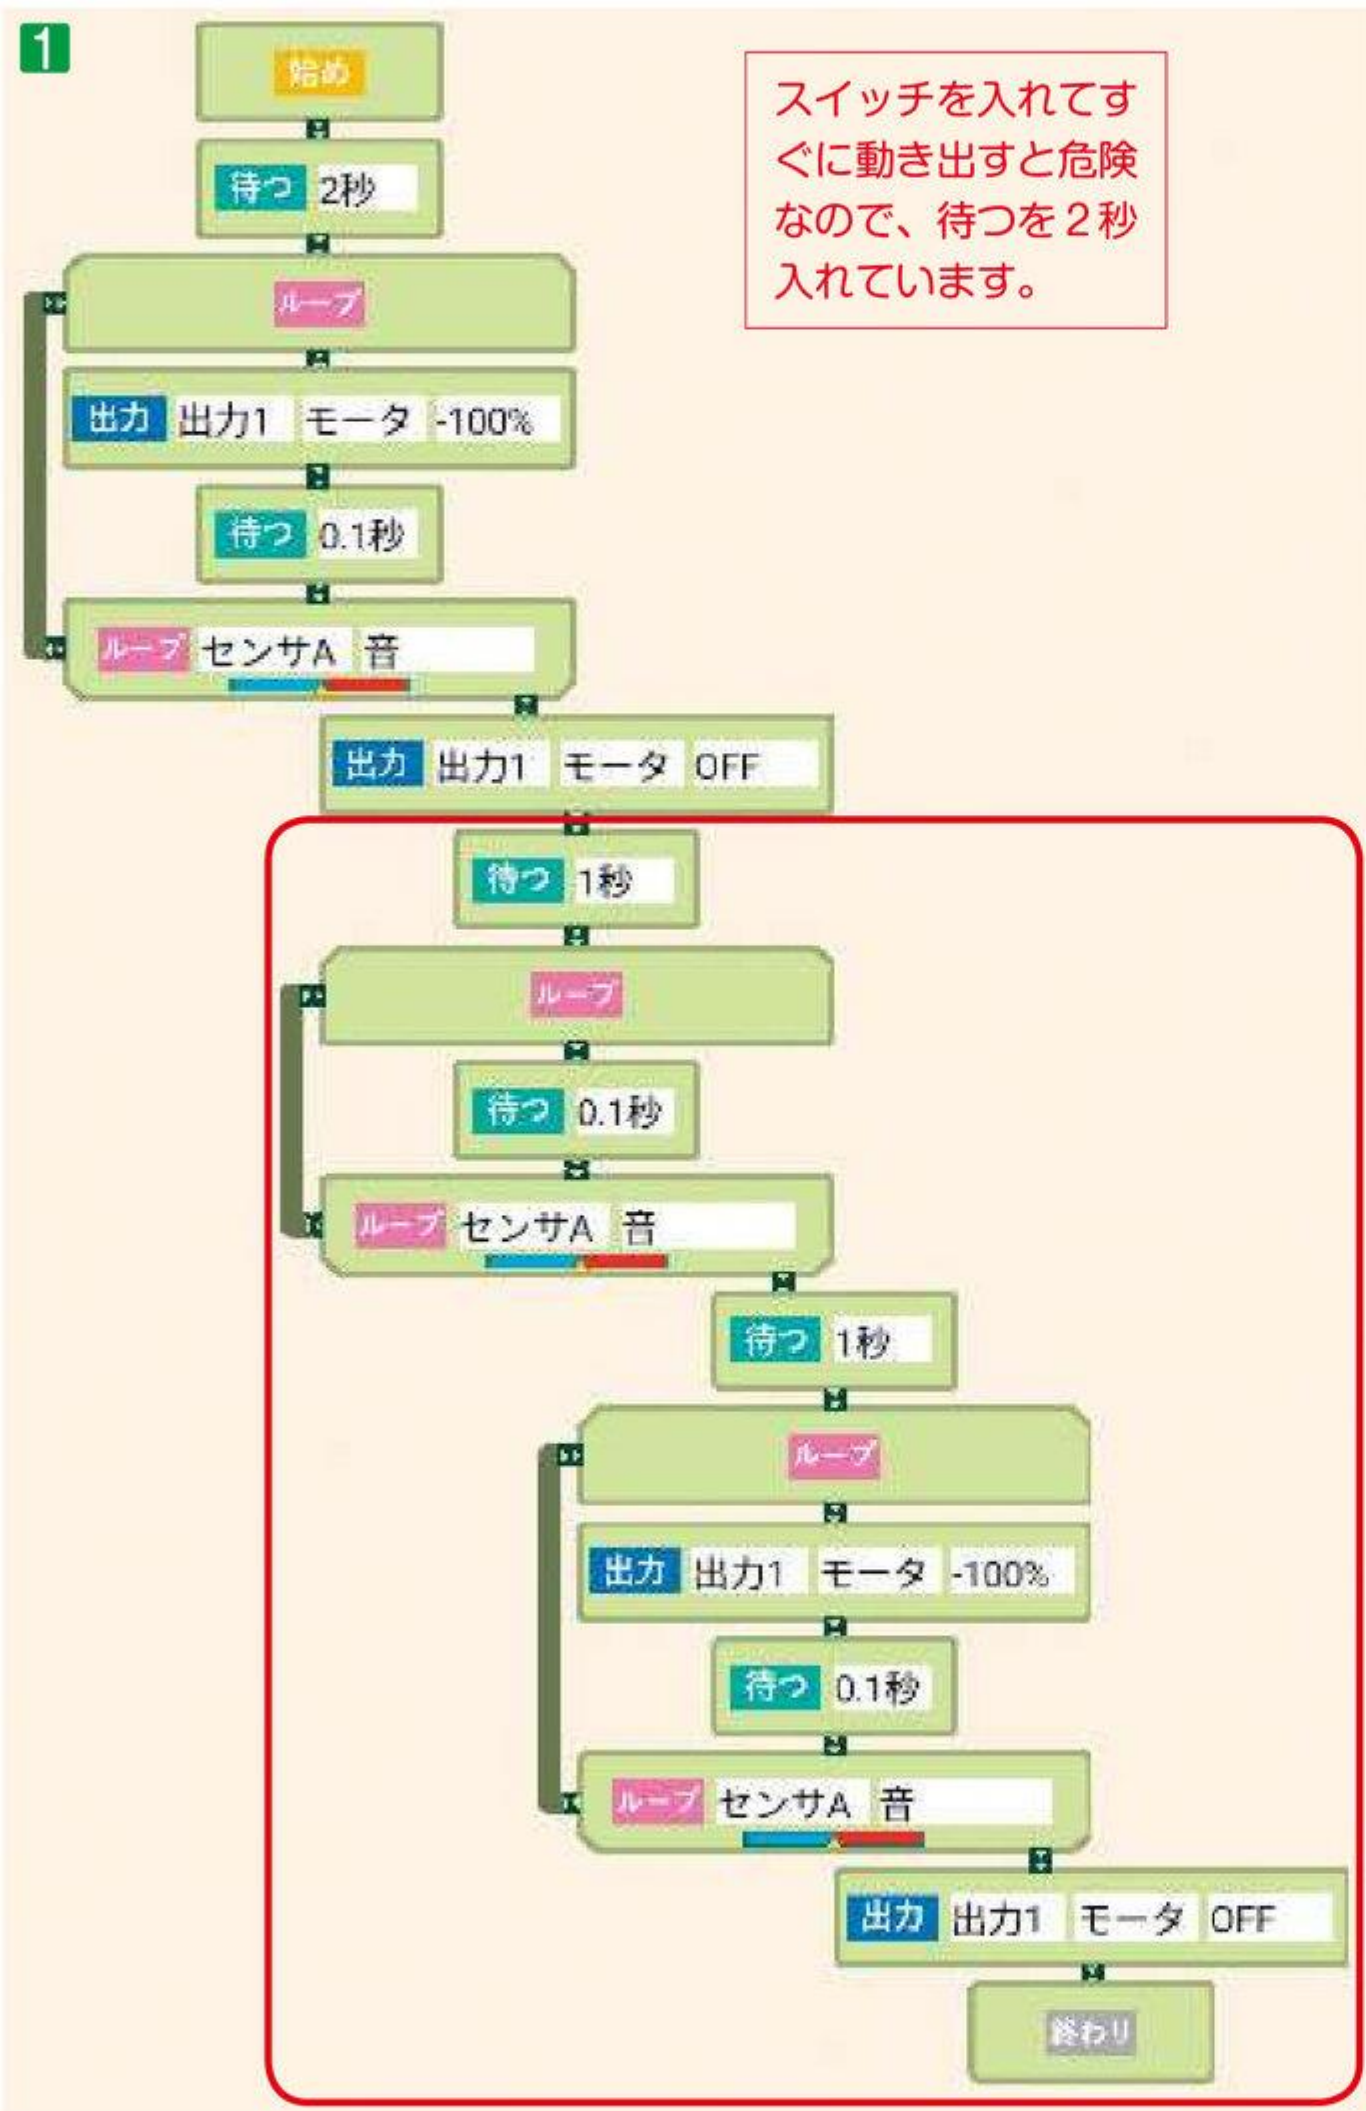 1
始め
スイッチを入れてす
ぐに動き出すと危険
なので、待つを２秒
入れています。
待つ 2秒
ループ
出力 出力1 モータ -100%
待つ 0.1秒
ループ センサA 音
出力 出力1 モータ OFF
待つ 1秒
ループ
待つ 0.1秒
ループ センサA 音
待つ 1秒
ループ
出力 出力1 モータ -100%
待つ 0.1秒
ループ センサA 音
出力 出力1 モータ OFF
終わり